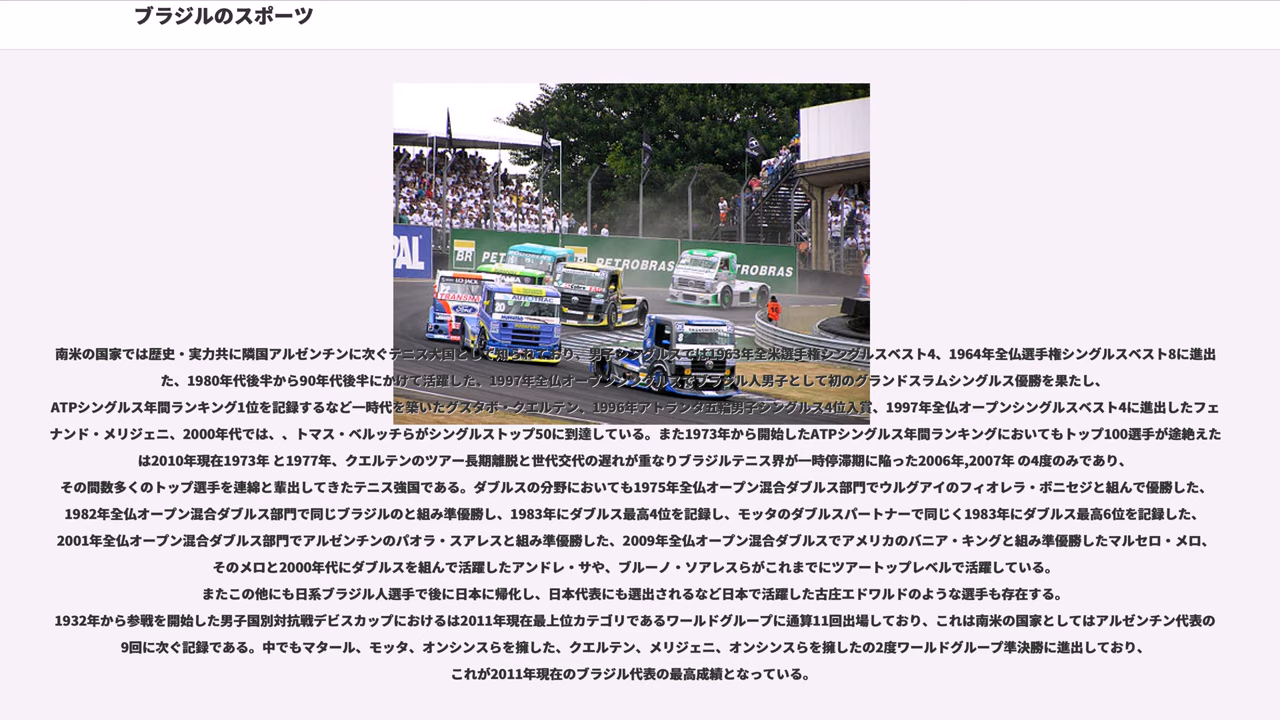 ブラジルのスポーツ
PAL
BR
PETROBRAS
PETROBRAS
LO-JACK
TRANSM
Ford
AUTOTRAC
20
南米の国家では歴史・実力共に隣国アルゼンチンに次ぐテニス大国として知られており、男子シングルスでは1963年全米選手権シングルスベスト4、1964年全仏選手権シングルスベスト8に進出
た、1980年代後半から90年代後半にかけて活躍した、1997年全仏オープンシングルスでブラジル人男子として初のグランドスラムシングルス優勝を果たし、
ATPシングルス年間ランキング1位を記録するなど一時代を築いたグスタボ・クエルテン、1996年アトランタ五輪男子シングルス4位入賞、1997年全仏オープンシングルスベスト4に進出したフェ
ナンド・メリジェニ、2000年代では、、トマス・ベルッチらがシングルストップ50に到達している。また1973年から開始したATPシングルス年間ランキングにおいてもトップ100選手が途絶えた
は2010年現在1973年 と1977年、クエルテンのツアー長期離脱と世代交代の遅れが重なりブラジルテニス界が一時停滞期に陥った2006年,2007年 の4度のみであり、
その間数多くのトップ選手を連綿と輩出してきたテニス強国である。ダブルスの分野においても1975年全仏オープン混合ダブルス部門でウルグアイのフィオレラ・ボニセジと組んで優勝した、
1982年全仏オープン混合ダブルス部門で同じブラジルのと組み準優勝し、1983年にダブルス最高4位を記録し、モッタのダブルスパートナーで同じく1983年にダブルス最高6位を記録した、
2001年全仏オープン混合ダブルス部門でアルゼンチンのパオラ・スアレスと組み準優勝した、2009年全仏オープン混合ダブルスでアメリカのバニア・キングと組み準優勝したマルセロ・メロ、
そのメロと2000年代にダブルスを組んで活躍したアンドレ・サや、ブルーノ・ソアレスらがこれまでにツアートップレベルで活躍している。
またこの他にも日系ブラジル人選手で後に日本に帰化し、日本代表にも選出されるなど日本で活躍した古庄エドワルドのような選手も存在する。
1932年から参戦を開始した男子国別対抗戦デビスカップにおけるは2011年現在最上位カテゴリであるワールドグループに通算11回出場しており、これは南米の国家としてはアルゼンチン代表の
9回に次ぐ記録である。中でもマタール、モッタ、オンシンスらを擁した、クエルテン、メリジェニ、オンシンスらを擁したの2度ワールドグループ準決勝に進出しており、
これが2011年現在のブラジル代表の最高成績となっている。